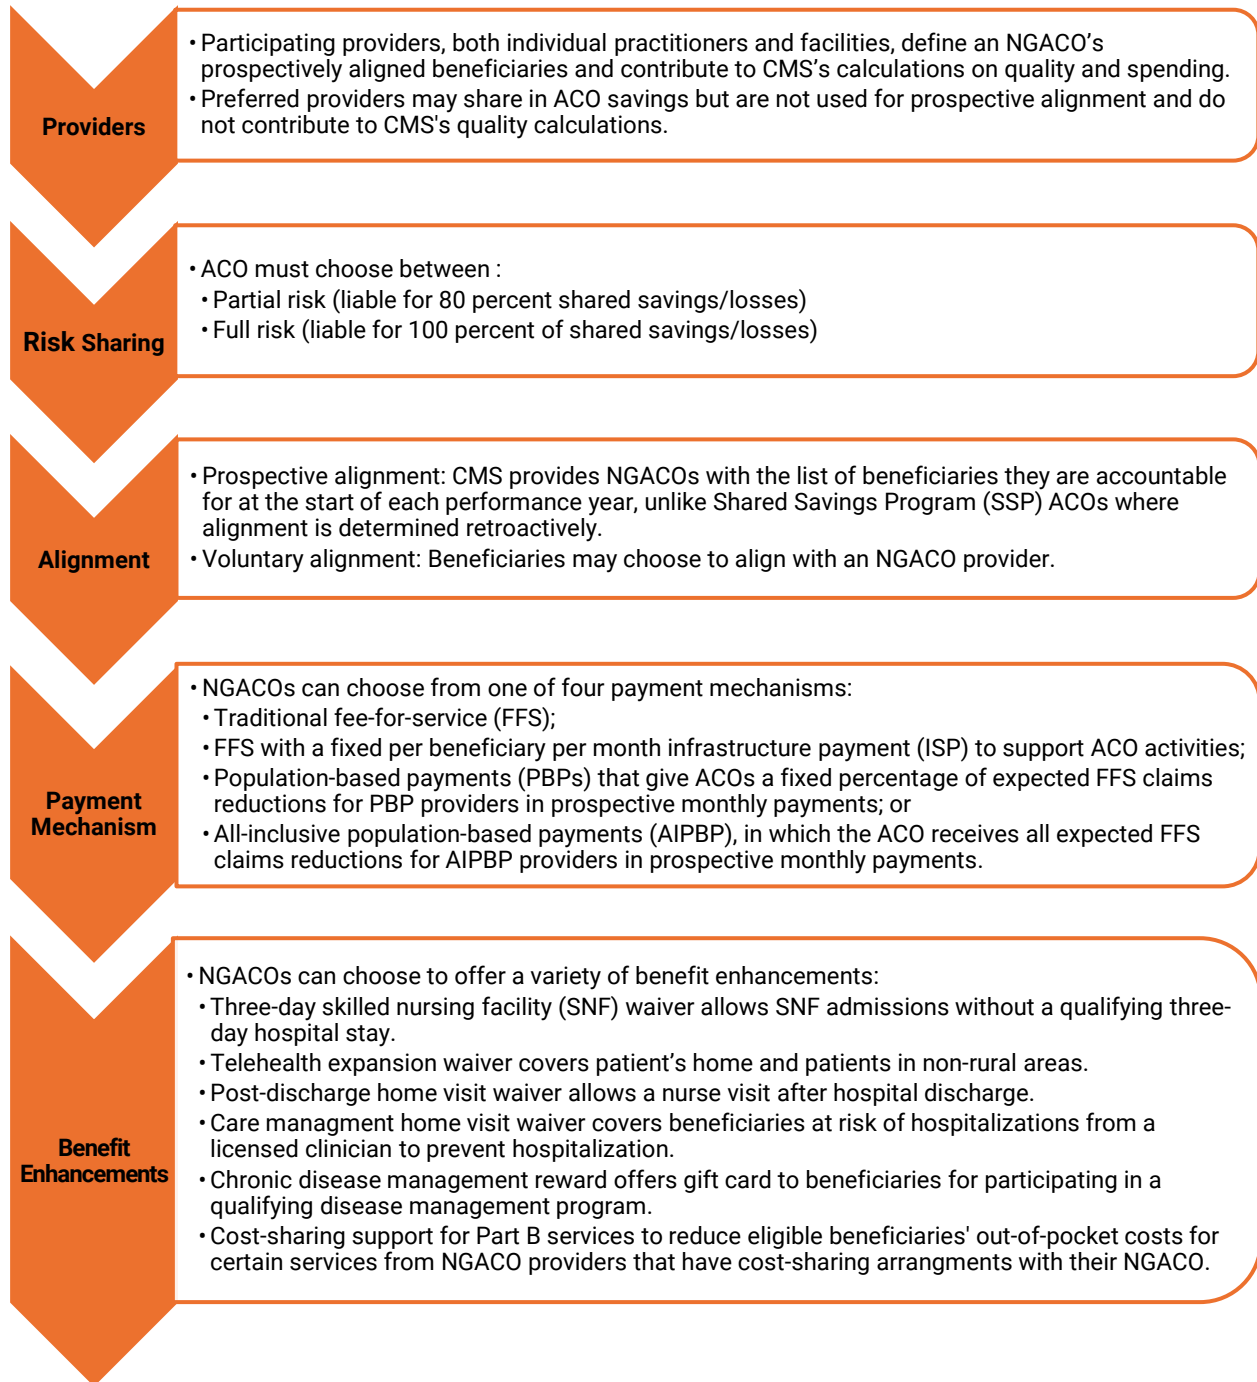 Providers
• Participating providers, both individual practitioners and facilities, define an NGACO’s
prospectively aligned beneficiaries and contribute to CMS’s calculations on quality and spending.
• Preferred providers may share in ACO savings but are not used for prospective alignment and do
not contribute to CMS's quality calculations.
Risk Sharing
• ACO must choose between :
• Partial risk (liable for 80 percent shared savings/losses)
• Full risk (liable for 100 percent of shared savings/losses)
Alignment
• Prospective alignment: CMS provides NGACOs with the list of beneficiaries they are accountable
for at the start of each performance year, unlike Shared Savings Program (SSP) ACOs where
alignment is determined retroactively.
• Voluntary alignment: Beneficiaries may choose to align with an NGACO provider.
Payment
Mechanism
• NGACOs can choose from one of four payment mechanisms:
• Traditional fee-for-service (FFS);
• FFS with a fixed per beneficiary per month infrastructure payment (ISP) to support ACO activities;
• Population-based payments (PBPs) that give ACOs a fixed percentage of expected FFS claims
reductions for PBP providers in prospective monthly payments; or
• All-inclusive population-based payments (AIPBP), in which the ACO receives all expected FFS
claims reductions for AIPBP providers in prospective monthly payments.
Benefit
Enhancements
• NGACOs can choose to offer a variety of benefit enhancements:
• Three-day skilled nursing facility (SNF) waiver allows SNF admissions without a qualifying three-
day hospital stay.
• Telehealth expansion waiver covers patient’s home and patients in non-rural areas.
• Post-discharge home visit waiver allows a nurse visit after hospital discharge.
• Care managment home visit waiver covers beneficiaries at risk of hospitalizations from a
licensed clinician to prevent hospitalization.
• Chronic disease management reward offers gift card to beneficiaries for participating in a
qualifying disease management program.
• Cost-sharing support for Part B services to reduce eligible beneficiaries' out-of-pocket costs for
certain services from NGACO providers that have cost-sharing arrangments with their NGACO.